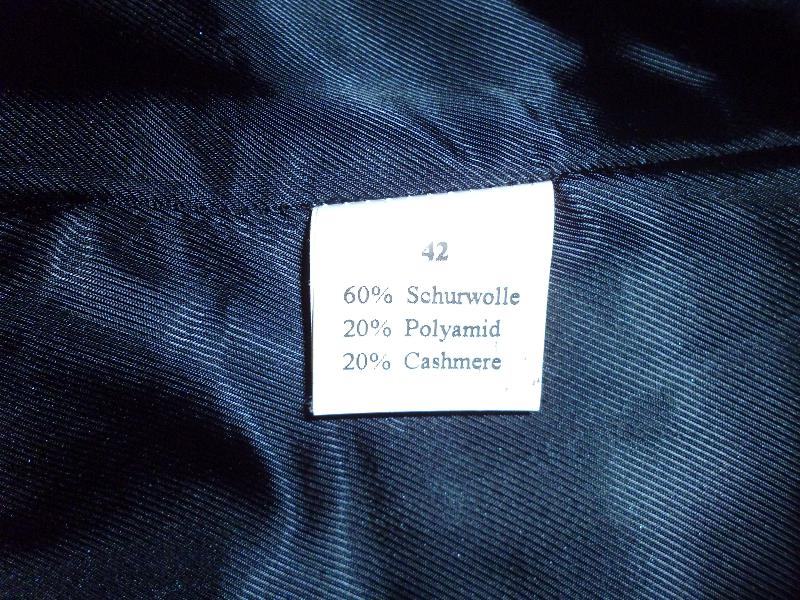 42
60% Schurwolle
20% Polyamid
20% Cashmere